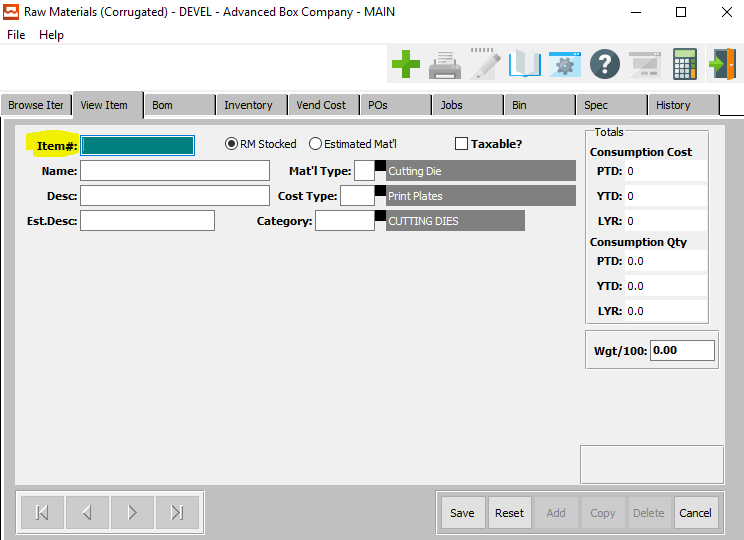 Raw Materials (Corrugated) - DEVEL - Advanced Box Company - MAIN
File Help
Browse Iter View Item Bom Inventory Vend Cost POs Jobs Bin Spec History
Item#: RM Stocked Estimated Mat'l Taxable?
Name: Mat'l Type: Cutting Die
Desc: Cost Type: Print Plates
Est.Desc: Category: CUTTING DIES
Totals
Consumption Cost
PTD: 0
YTD: 0
LYR: 0
Consumption Qty
PTD: 0.0
YTD: 0.0
LYR: 0.0
Wgt/100: 0.00
Save Reset Add Copy Delete Cancel